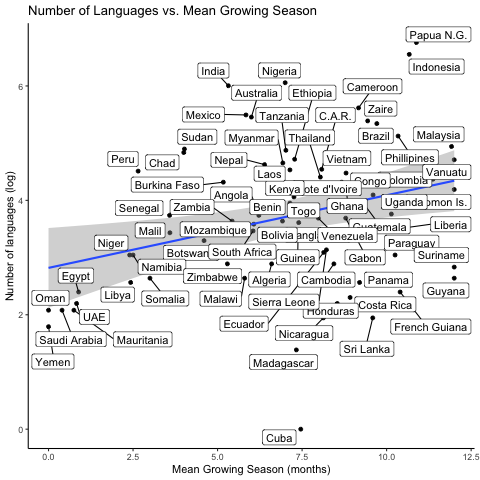 Number of Languages vs. Mean Growing Season
Papua N.G.
Indonesia
India
Nigeria
Australia
Ethiopia
Cameroon
Mexico
Tanzania
C.A.R.
Zaire
Sudan
Myanmar
Thailand
Brazil
Malaysia
Peru
Chad
Nepal
Vietnam
Phillipines
Laos
Vanuatu
Burkina Faso
Angola
Kenya
ote d'Ivoire
Congo
olombia
Senegal
Zambia
Benin
Togo
Ghana
Uganda
omon Is.
Malil
Mozambique
Guatemala
Liberia
Niger
Botswan
South Africa
Bolivia
angl
Venezuela
Paraguay
Egypt
Namibia
Zimbabwe
Algeria
Guinea
Cambodia
Gabon
Suriname
Oman
Libya
Somalia
Malawi
Sierra Leone
Panama
Guyana
UAE
Honduras
Costa Rica
Saudi Arabia
Mauritania
Ecuador
Nicaragua
French Guiana
Yemen
Madagascar
Sri Lanka
Cuba
Number of languages (log)
6
4
2
0
0.0
2.5
5.0
7.5
10.0
12.5
Mean Growing Season (months)